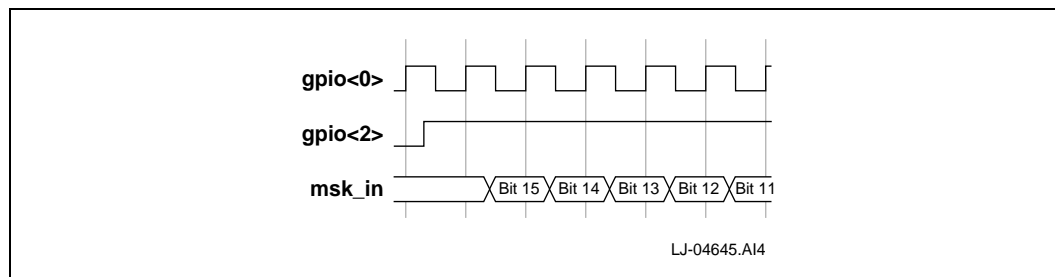 gpio<0>
gpio<2>
msk_in Bit 15 Bit 14 Bit 13 Bit 12 Bit 11
LJ-04645.AI4